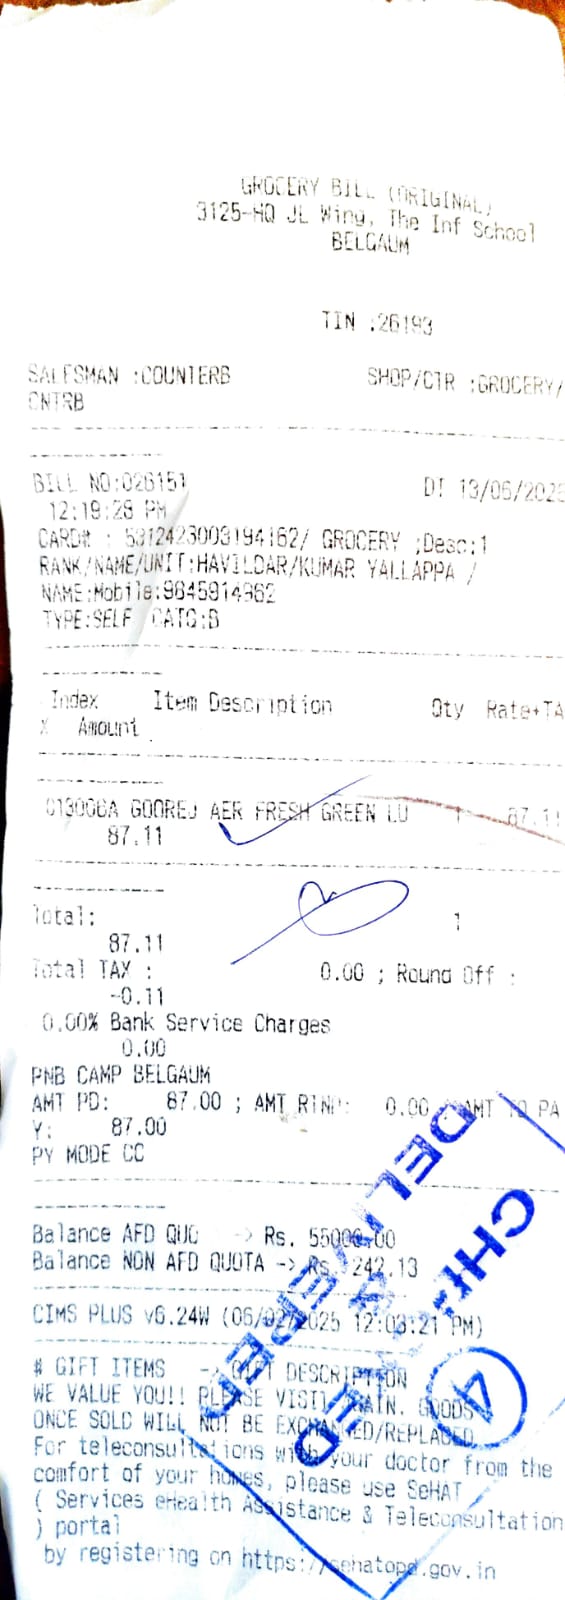 GROCERY BILL (ORIGINAL)
3125-HQ JL Wing, The Inf School
BELGAUM
TIN :26193
SALESMAN :COUNTERB SHOP/CTR :GROCERY/
CNTRB
BILL NO:026151 DT 13/06/2025
12:19:28 PM
CARD# : GROCERY ;Desc:1
RANK/NAME/UNIT:HAVILDAR/KUMAR YALLAPPA /
NAME:Mobile:9845914962
TYPE:SELF CATG:B
Index Item Description Qty Rate+TA
X Amount
GODREJ AER FRESH GREEN LU 1 87.11
87.11
Total: 1
87.11
Total TAX : 0.00 ; Round Off :
-0.11
0.00% Bank Service Charges
0.00
PNB CAMP BELGAUM
AMT PD: 87.00 ; AMT RTND: 0.00 ; AMT TO PA
Y: 87.00
PY MODE CC
Balance AFD QUO -> Rs. 55000.00
Balance NON AFD QUOTA -> Rs. 242.13
CIMS PLUS v6.24W (06/02/2025 12:03:21 PM)
# GIFT ITEMS -> GIFT DESCRIPTION
WE VALUE YOU!! PLEASE VISIT AGAIN. GOODS
ONCE SOLD WILL NOT BE EXCHANGED/REPLACED
For teleconsultations with your doctor from the
comfort of your homes, please use SeHAT
( Services eHealth Assistance & Teleconsultation
) portal
by registering on https://sehatopd.gov.in
DELIVERED
4